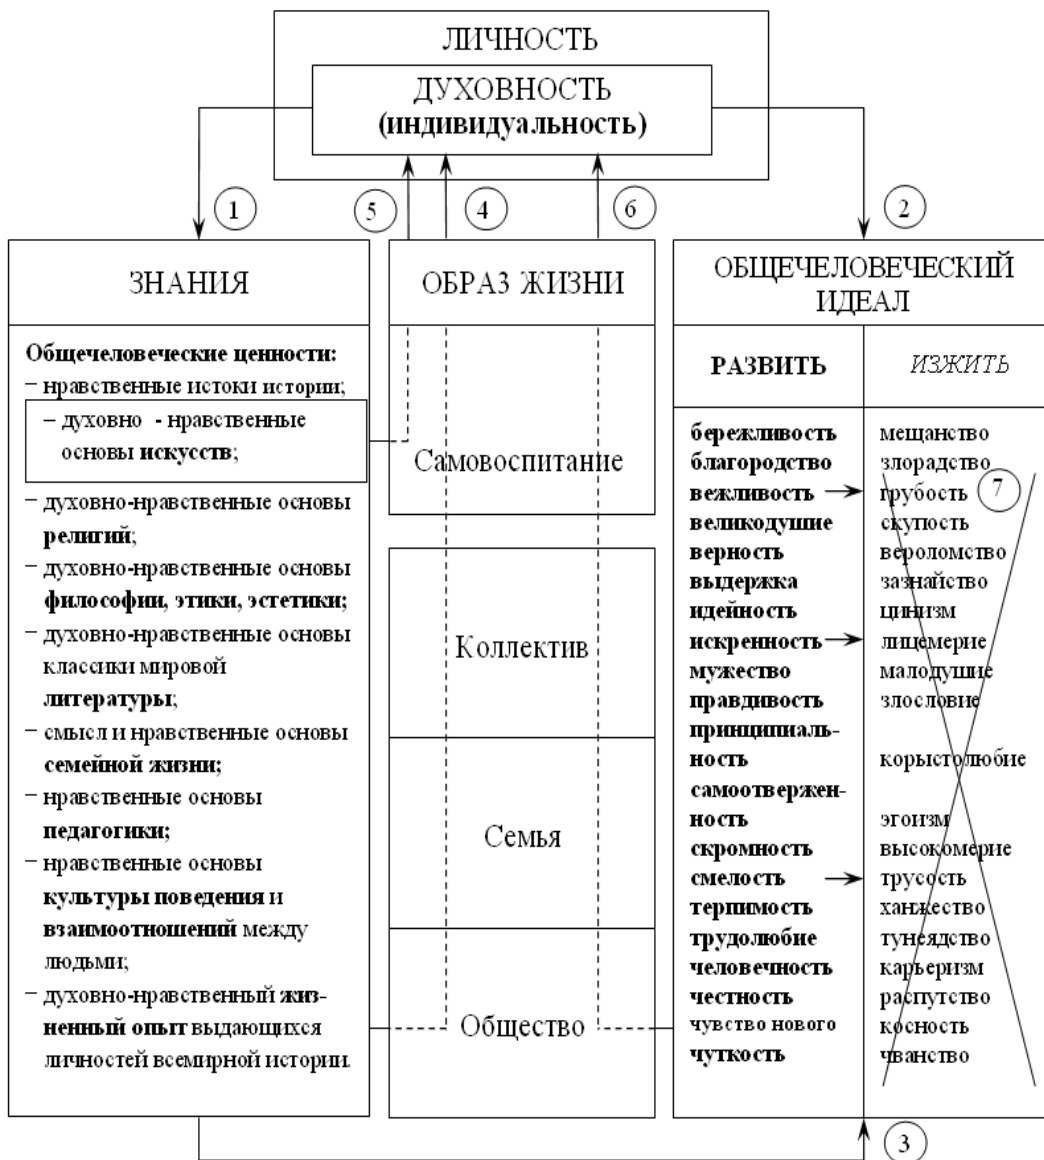 ЛИЧНОСТЬ
ДУХОВНОСТЬ
(индивидуальность)
1
5
4
6
2
ЗНАНИЯ
Общечеловеческие ценности:
– нравственные истоки истории;
– духовно - нравственные
основы искусств;
– духовно-нравственные основы
религий;
– духовно-нравственные основы
философии, этики, эстетики;
– духовно-нравственные основы
классики мировой
литературы;
– смысл и нравственные основы
семейной жизни;
– нравственные основы
педагогики;
– нравственные основы
культуры поведения и
взаимоотношений между
людьми;
– духовно-нравственный жиз-
ненный опыт выдающихся
личностей всемирной истории.
ОБРАЗ ЖИЗНИ
Самовоспитание
Коллектив
Семья
Общество
ОБЩЕЧЕЛОВЕЧЕСКИЙ
ИДЕАЛ
РАЗВИТЬ
бережливость
благородство
вежливость
великодушие
верность
выдержка
идейность
искренность
мужество
правдивость
принципиаль-
ность
самоотвержен-
ность
скромность
смелость
терпимость
трудолюбие
человечность
честность
чувство нового
чуткость
ИЗЖИТЬ
мещанство
злорадство
грубость
7
скупость
вероломство
зазнайство
цинизм
лицемерие
малодушие
злословие
корыстолюбие
эгоизм
высокомерие
трусость
ханжество
тунеядство
карьеризм
распутство
косность
чванство
3